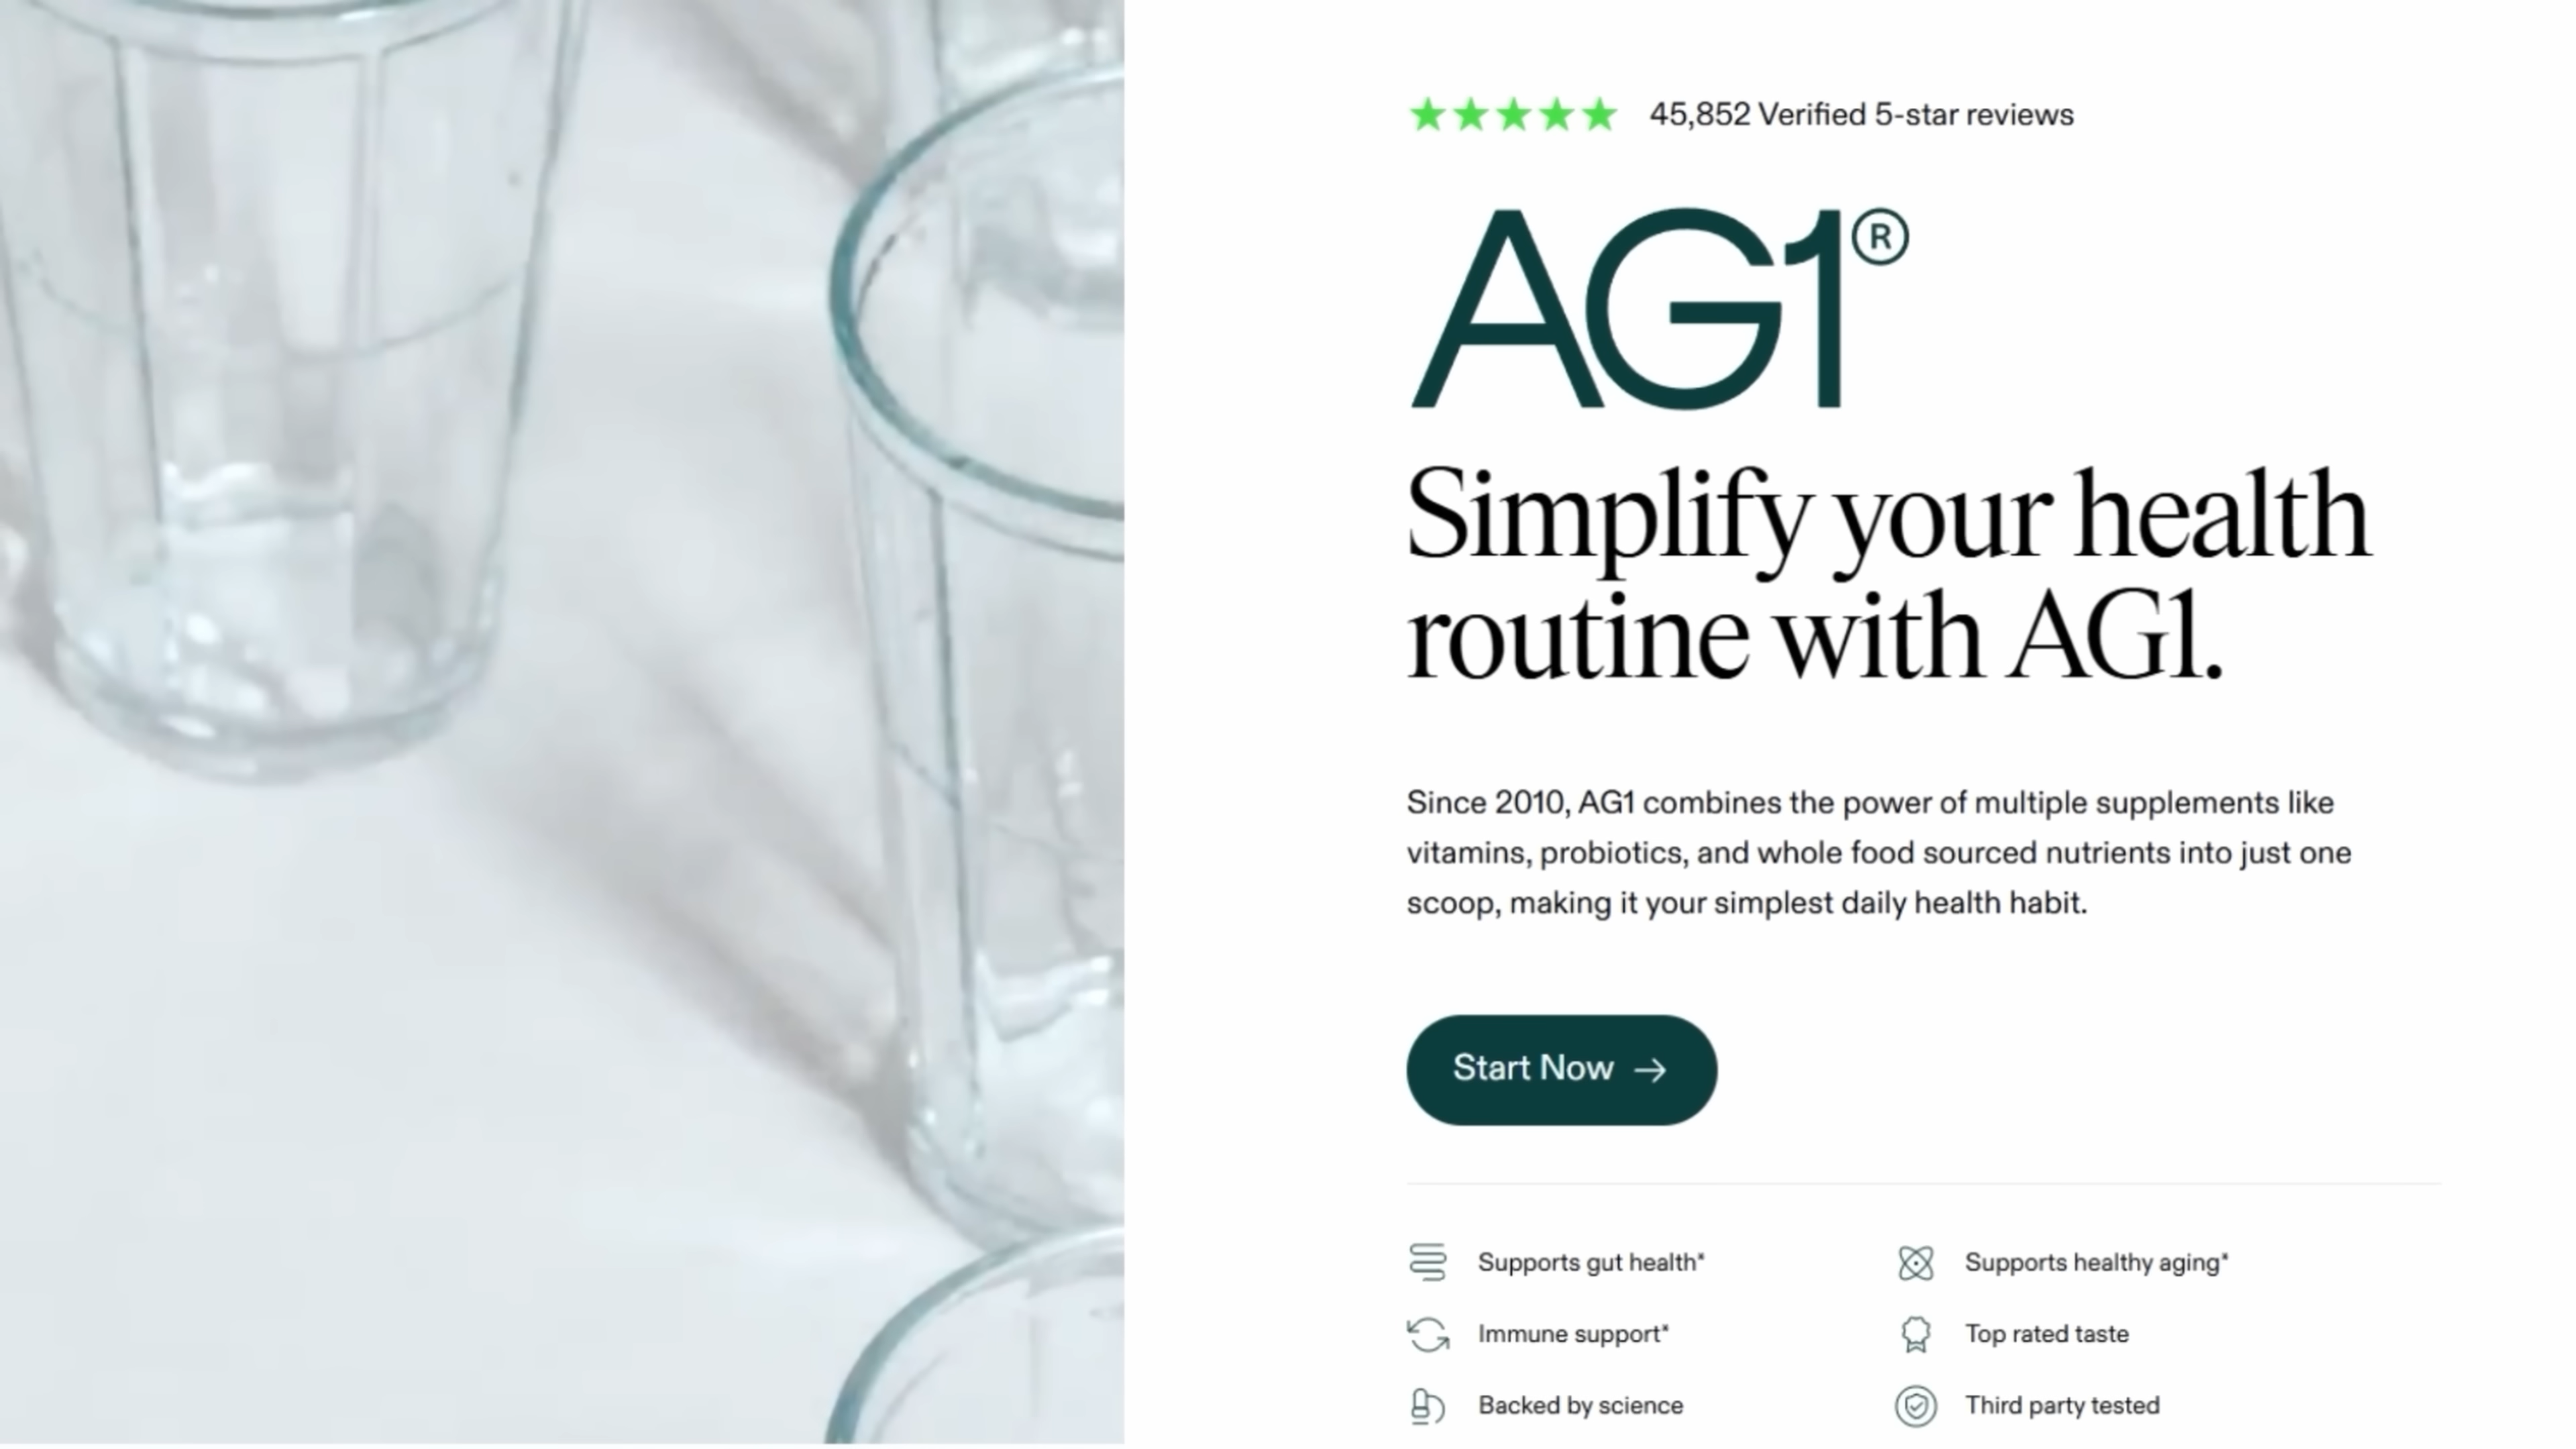 45,852 Verified 5-star reviews
AG1®
Simplify your health
routine with AG1.
Since 2010, AG1 combines the power of multiple supplements like
vitamins, probiotics, and whole food sourced nutrients into just one
scoop, making it your simplest daily health habit.
Start Now →
Supports gut health*
Supports healthy aging*
Immune support*
Top rated taste
Backed by science
Third party tested